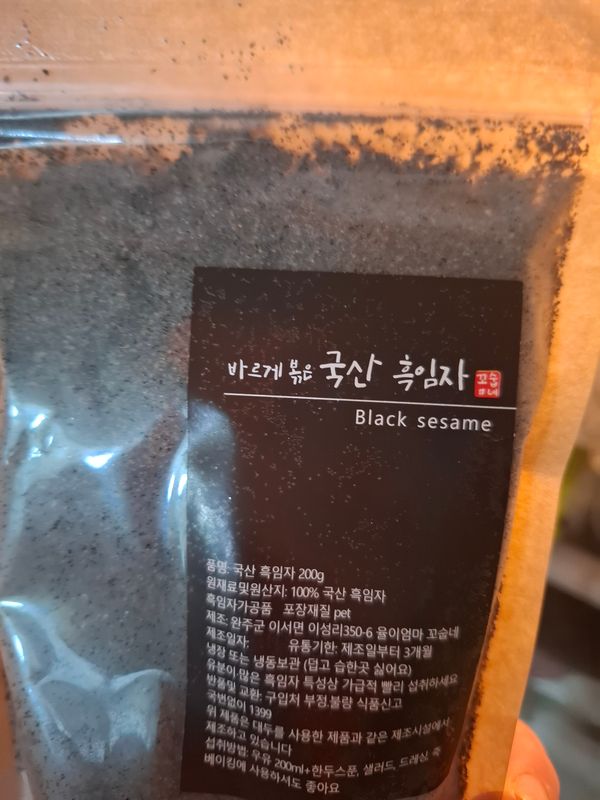 바르게 볶은 국산 흑임자 꼬숩#네
Black sesame
품명: 국산 흑임자 200g
원재료및원산지: 100% 국산 흑임자
흑임자가공품 포장재질 pet
제조: 완주군 이서면 이성리350-6 율이엄마 꼬숩네
제조일자: 유통기한: 제조일부터 3개월
냉장 또는 냉동보관 (덥고 습한곳 싫어요)
유분이 많은 흑임자 특성상 가급적 빨리 섭취하세요
반품및 교환: 구입처 부정.불량 식품신고
국번없이 1399
위 제품은 대두를 사용한 제품과 같은 제조시설에서
제조하고 있습니다
섭취방법: 우유 200ml+한두스푼, 샐러드, 드레싱, 죽
베이킹에 사용하셔도 좋아요